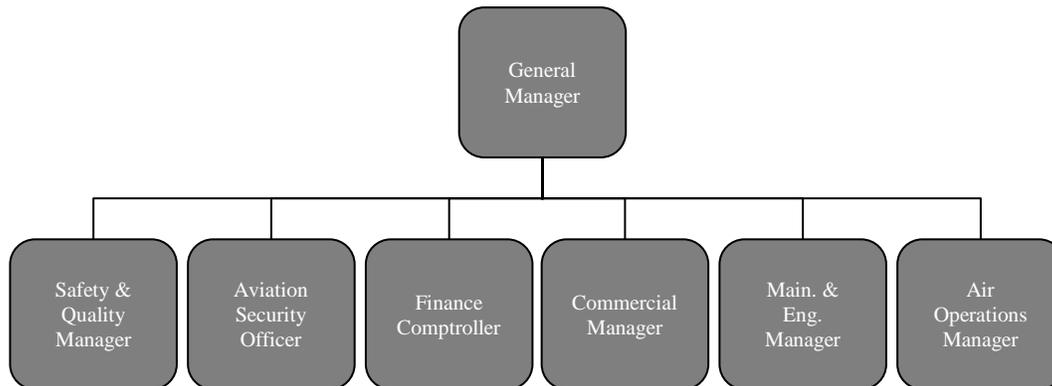 General
Manager
Safety &
Quality
Manager
Aviation
Security
Officer
Finance
Comptroller
Commercial
Manager
Main. &
Eng.
Manager
Air
Operations
Manager